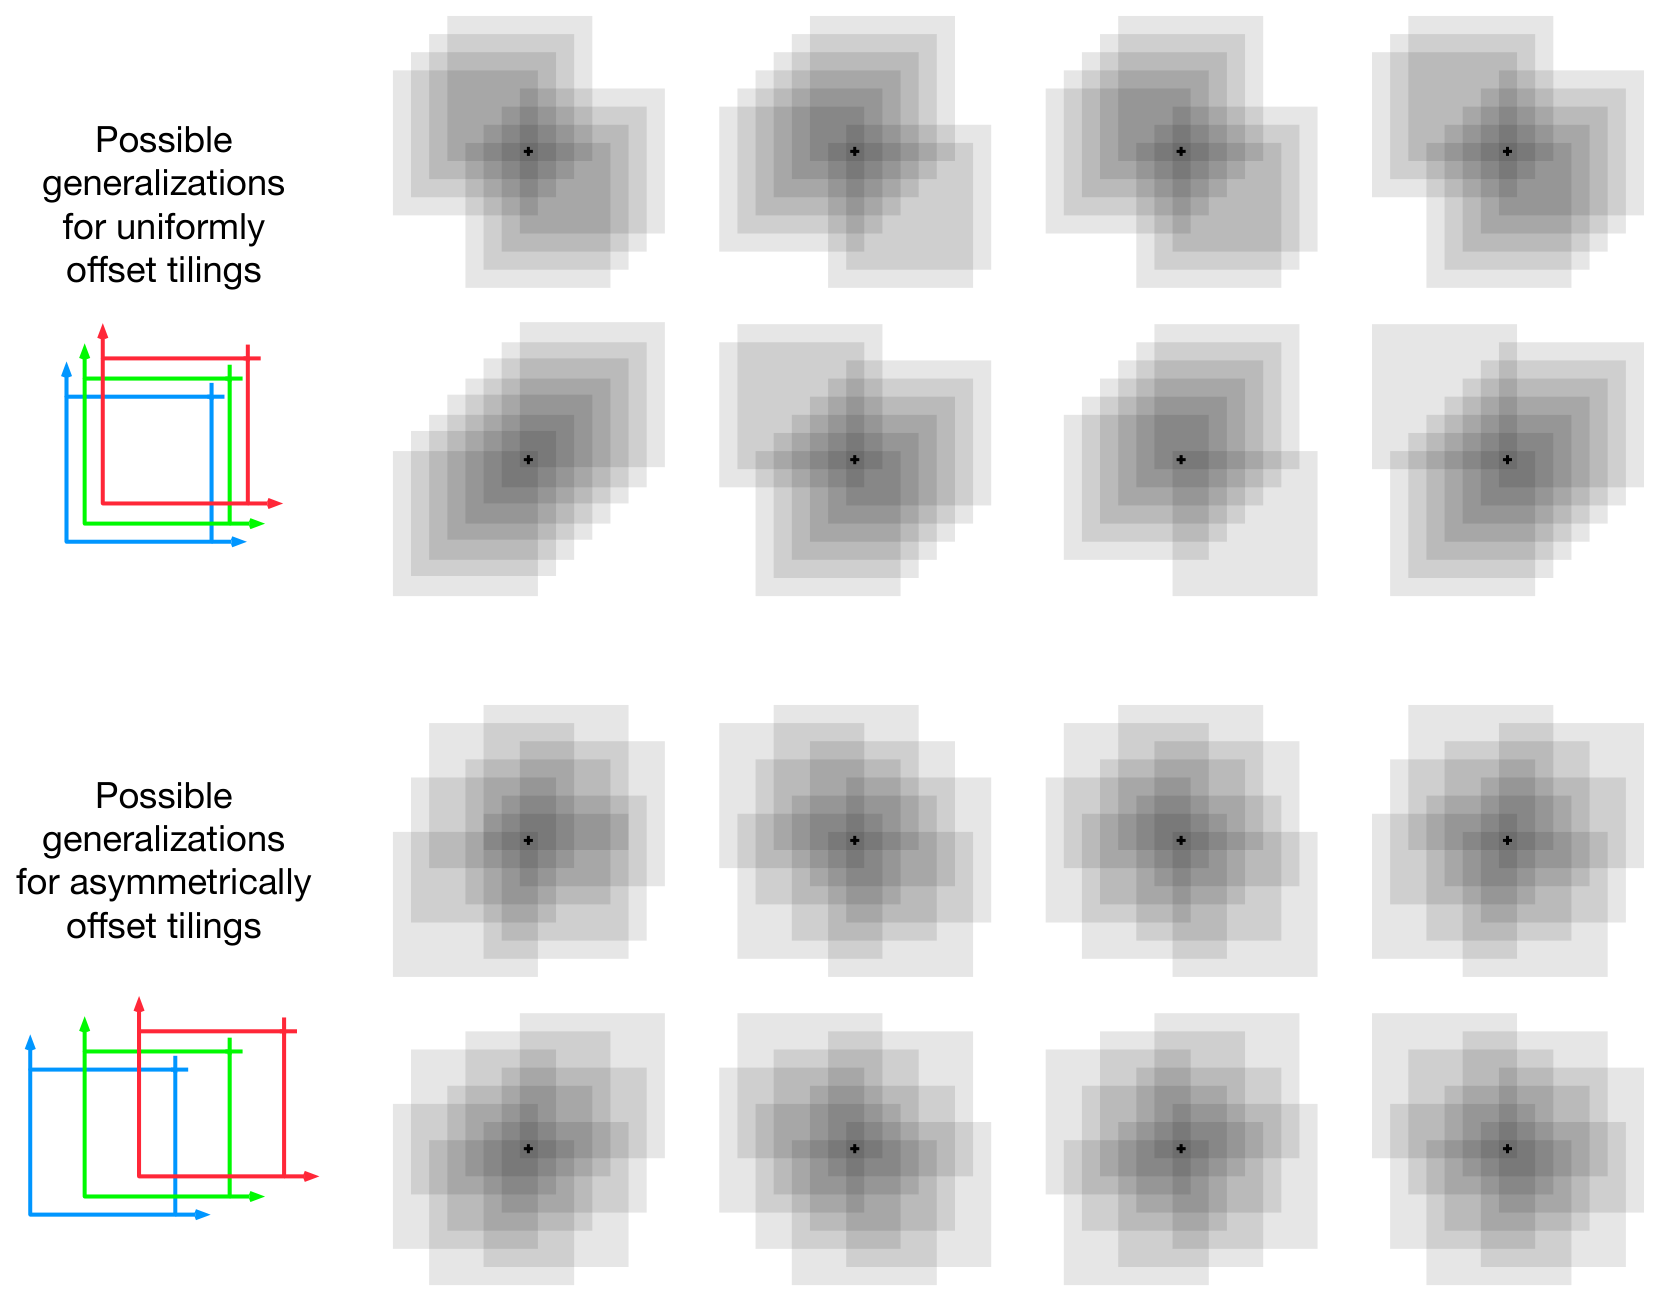 Possible
generalizations
for uniformly
offset tilings
Possible
generalizations
for asymmetrically
offset tilings